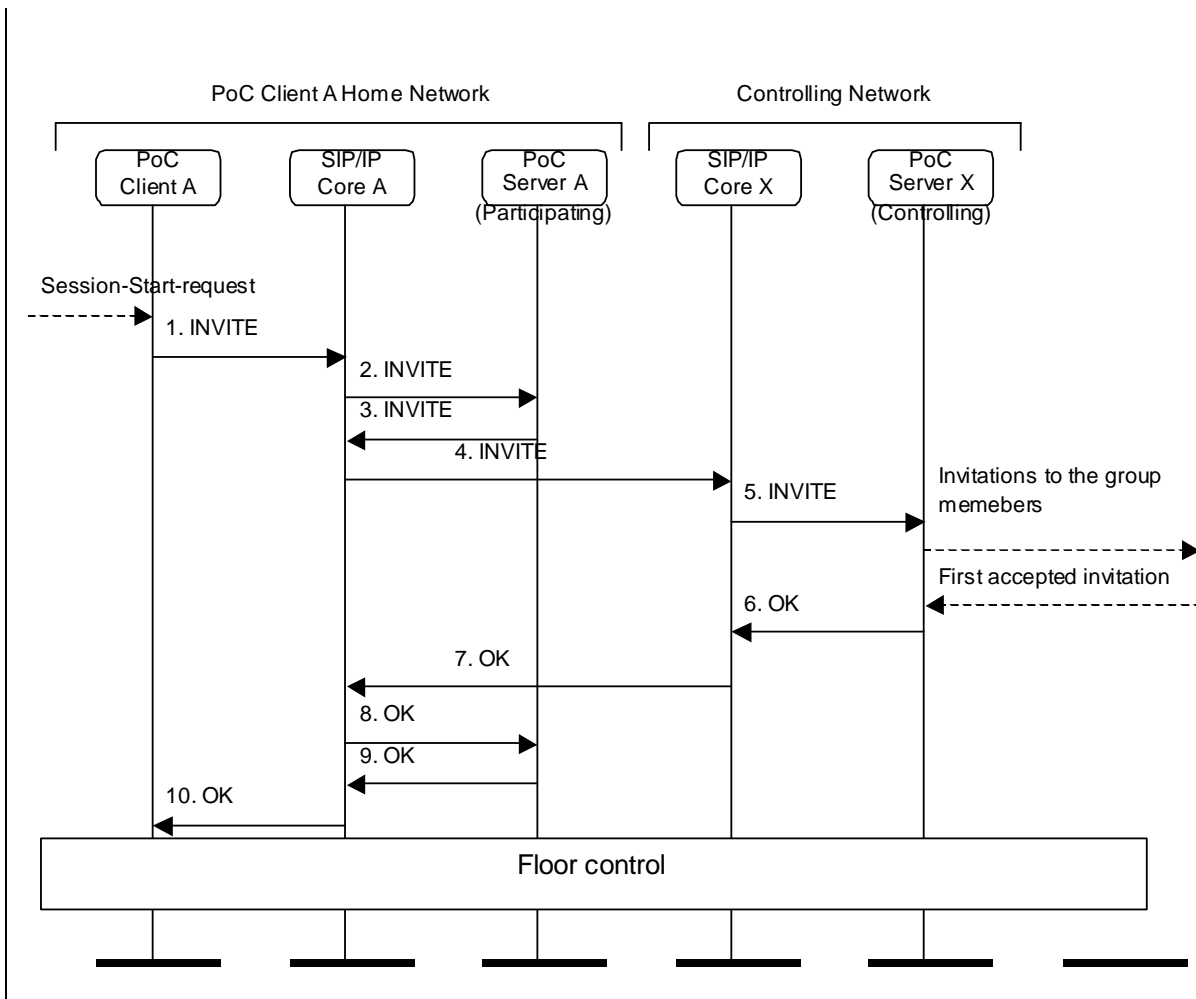 PoC Client A Home Network
Controlling Network
PoC
Client A
SIP/IP
Core A
PoC
Server A
(Participating)
SIP/IP
Core X
PoC
Server X
(Controlling)
Session-Start-request
1. INVITE
2. INVITE
3. INVITE
4. INVITE
5. INVITE
Invitations to the group
memebers
First accepted invitation
6. OK
7. OK
8. OK
9. OK
10. OK
Floor control